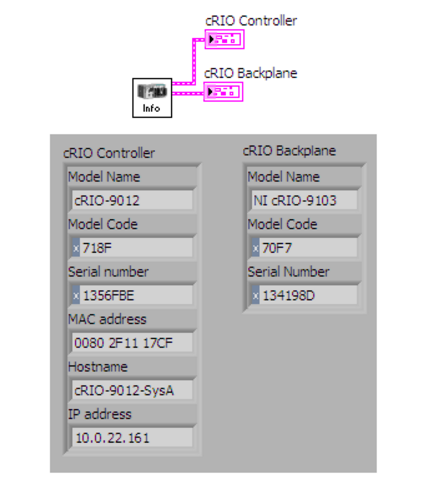 cRIO Controller
cRIO Backplane
Info
cRIO Controller
Model Name
cRIO-9012
Model Code
x 718F
Serial number
x 1356FBE
MAC address
0080 2F11 17CF
Hostname
cRIO-9012-SysA
IP address
10.0.22.161
cRIO Backplane
Model Name
NI cRIO-9103
Model Code
x 70F7
Serial Number
x 134198D